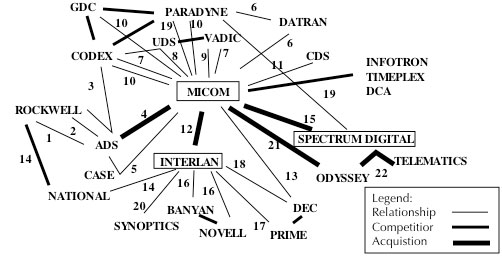 GDC
PARADYNE
6
10
19
10
DATRAN
UDS
VADIC
6
CODEX
7
8
9
7
11
CDS
10
INFOTRON
TIMEPLEX
DCA
3
MICOM
19
ROCKWELL
4
15
1
2
12
21
SPECTRUM DIGITAL
ADS
14
INTERLAN
TELEMATICS
22
CASE
5
18
ODYSSEY
14
16
16
13
NATIONAL
20
BANYAN
DEC
SYNOPTICS
NOVELL
17
PRIME
Legend:
Relationship
Competitior
Acquistion